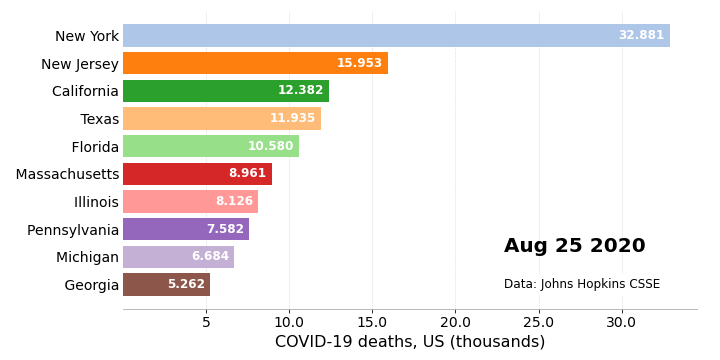 New York 32.881
New Jersey 15.953
California 12.382
Texas 11.935
Florida 10.580
Massachusetts 8.961
Illinois 8.126
Pennsylvania 7.582
Michigan 6.684
Georgia 5.262
Aug 25 2020
Data: Johns Hopkins CSSE
5 10.0 15.0 20.0 25.0 30.0
COVID-19 deaths, US (thousands)